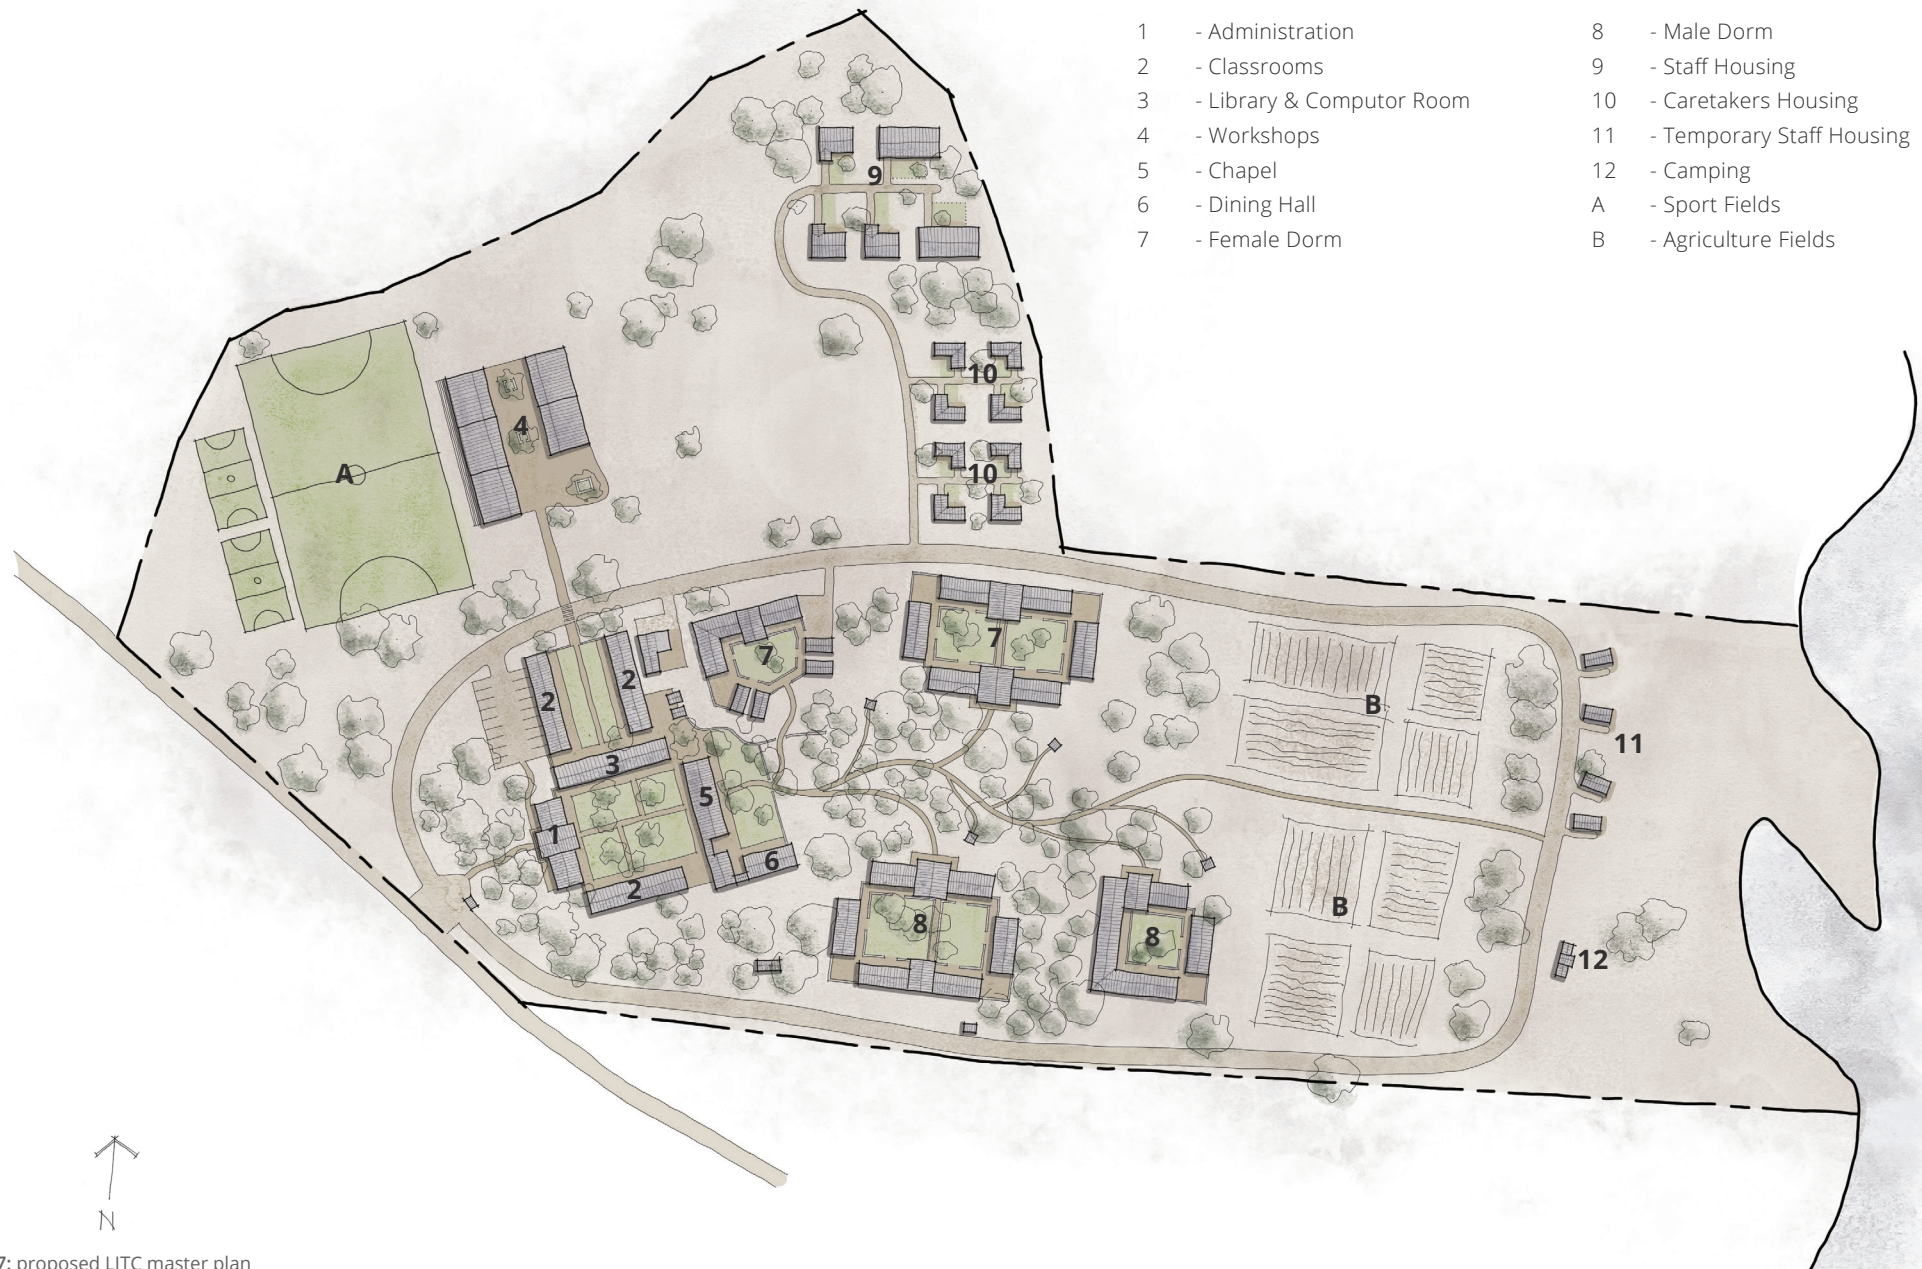 1 - Administration
2 - Classrooms
3 - Library & Computor Room
4 - Workshops
5 - Chapel
6 - Dining Hall
7 - Female Dorm
8 - Male Dorm
9 - Staff Housing
10 - Caretakers Housing
11 - Temporary Staff Housing
12 - Camping
A - Sport Fields
B - Agriculture Fields
9
10
4
A
10
7
7
2
2
B
11
3
5
1
6
2
B
8
8
12
N
7: proposed LITC master plan